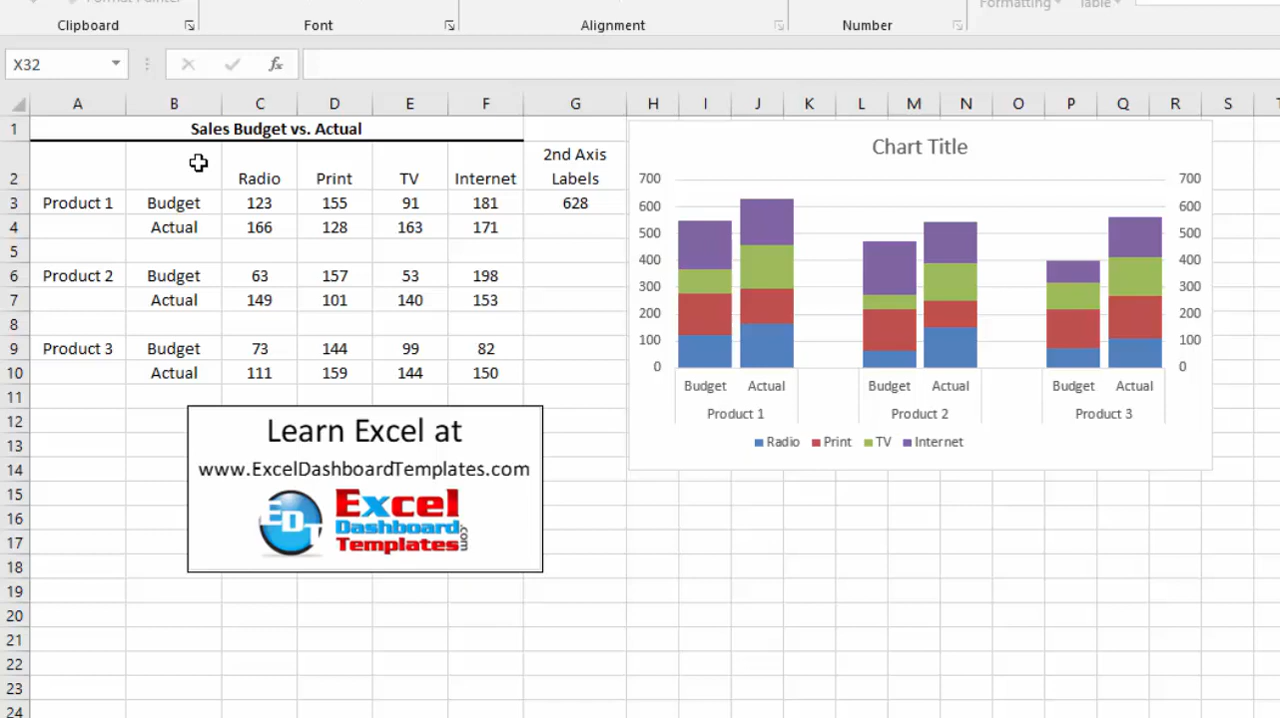 Format Painter
Formatting Table
Clipboard Font Alignment Number
X32 fx
A B C D E F G H I J K L M N O P Q R S
1 Sales Budget vs. Actual
2nd Axis
2 Radio Print TV Internet Labels
3 Product 1 Budget 123 155 91 181 628
4 Actual 166 128 163 171
5
6 Product 2 Budget 63 157 53 198
7 Actual 149 101 140 153
8
9 Product 3 Budget 73 144 99 82
10 Actual 111 159 144 150
11
12
13
14
15
16
17
18
19
20
21
22
23
24
Learn Excel at
www.ExcelDashboardTemplates.com
EDT
Excel
Dashboard
Templates.com
Chart Title
700 700
600 600
500 500
400 400
300 300
200 200
100 100
0 0
Budget Actual Budget Actual Budget Actual
Product 1 Product 2 Product 3
Radio Print TV Internet